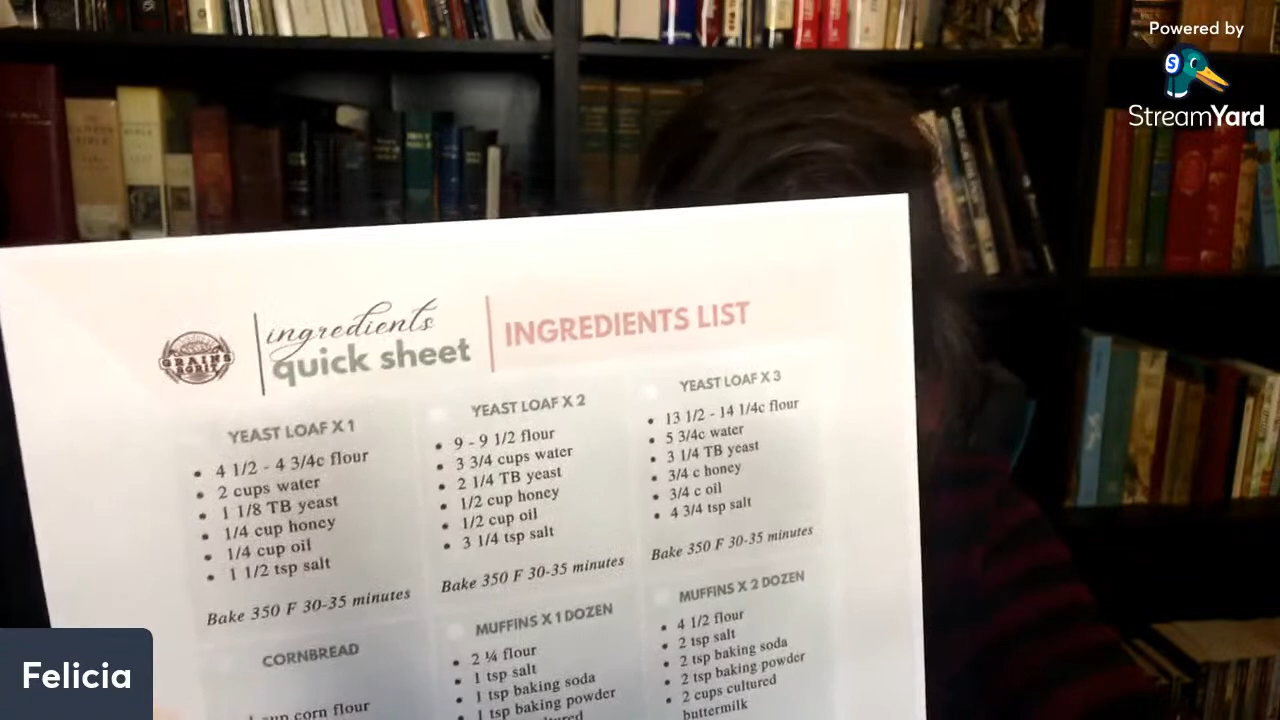 Powered by
StreamYard
GRAINS
&GRIT
ingredients
quick sheet
INGREDIENTS LIST
YEAST LOAF X 1
• 4 1/2 - 4 3/4c flour
• 2 cups water
• 1 1/8 TB yeast
• 1/4 cup honey
• 1/4 cup oil
• 1 1/2 tsp salt
Bake 350 F 30-35 minutes
YEAST LOAF X 2
• 9 - 9 1/2 flour
• 3 3/4 cups water
• 2 1/4 TB yeast
• 1/2 cup honey
• 1/2 cup oil
• 3 1/4 tsp salt
Bake 350 F 30-35 minutes
YEAST LOAF X 3
• 13 1/2 - 14 1/4c flour
• 5 3/4c water
• 3 1/4 TB yeast
• 3/4 c honey
• 3/4 c oil
• 4 3/4 tsp salt
Bake 350 F 30-35 minutes
CORNBREAD
cup corn flour
MUFFINS X 1 DOZEN
• 2 ¼ flour
• 1 tsp salt
• 1 tsp baking soda
• 1 tsp baking powder
MUFFINS X 2 DOZEN
• 4 1/2 flour
• 2 tsp salt
• 2 tsp baking soda
• 2 tsp baking powder
• 2 cups cultured
buttermilk
Felicia